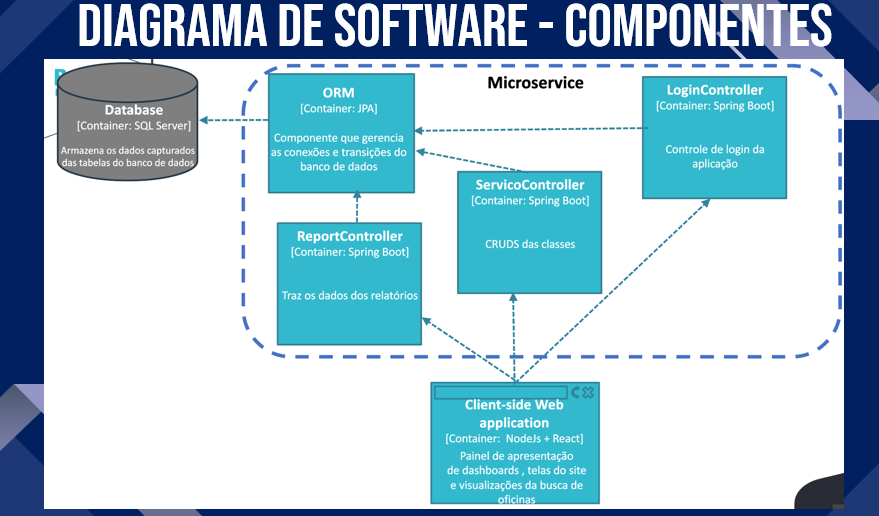 DIAGRAMA DE SOFTWARE - COMPONENTES
Microservice
Database
[Container: SQL Server]
Armazena os dados capturados
das tabelas do banco de dados
ORM
[Container: JPA]
Componente que gerencia
as conexões e transições do
banco de dados
LoginController
[Container: Spring Boot]
Controle de login da
aplicação
ServicoController
[Container: Spring Boot]
CRUDS das classes
ReportController
[Container: Spring Boot]
Traz os dados dos relatórios
Client-side Web
application
[Container: NodeJs + React]
Painel de apresentação
de dashboards , telas do site
e visualizações da busca de
oficinas